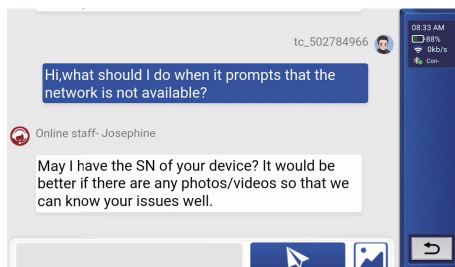 08:33 AM
88%
0kb/s
Con-
tc_502784966
Hi,what should I do when it prompts that the
network is not available?
Online staff- Josephine
May I have the SN of your device? It would be
better if there are any photos/videos so that we
can know your issues well.